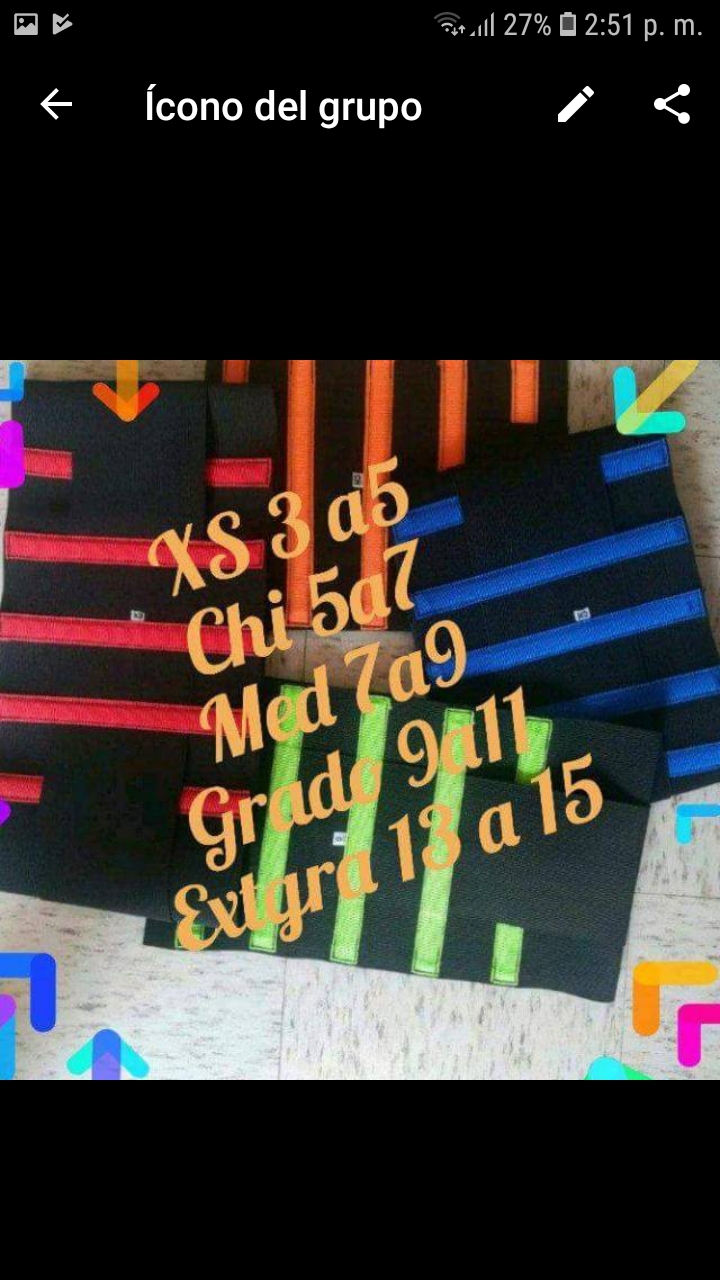 27% 2:51 p. m.
Ícono del grupo
XS 3 a5
Chi 5a7
Med 7a9
Grado 9a11
Extgra 13 a 15